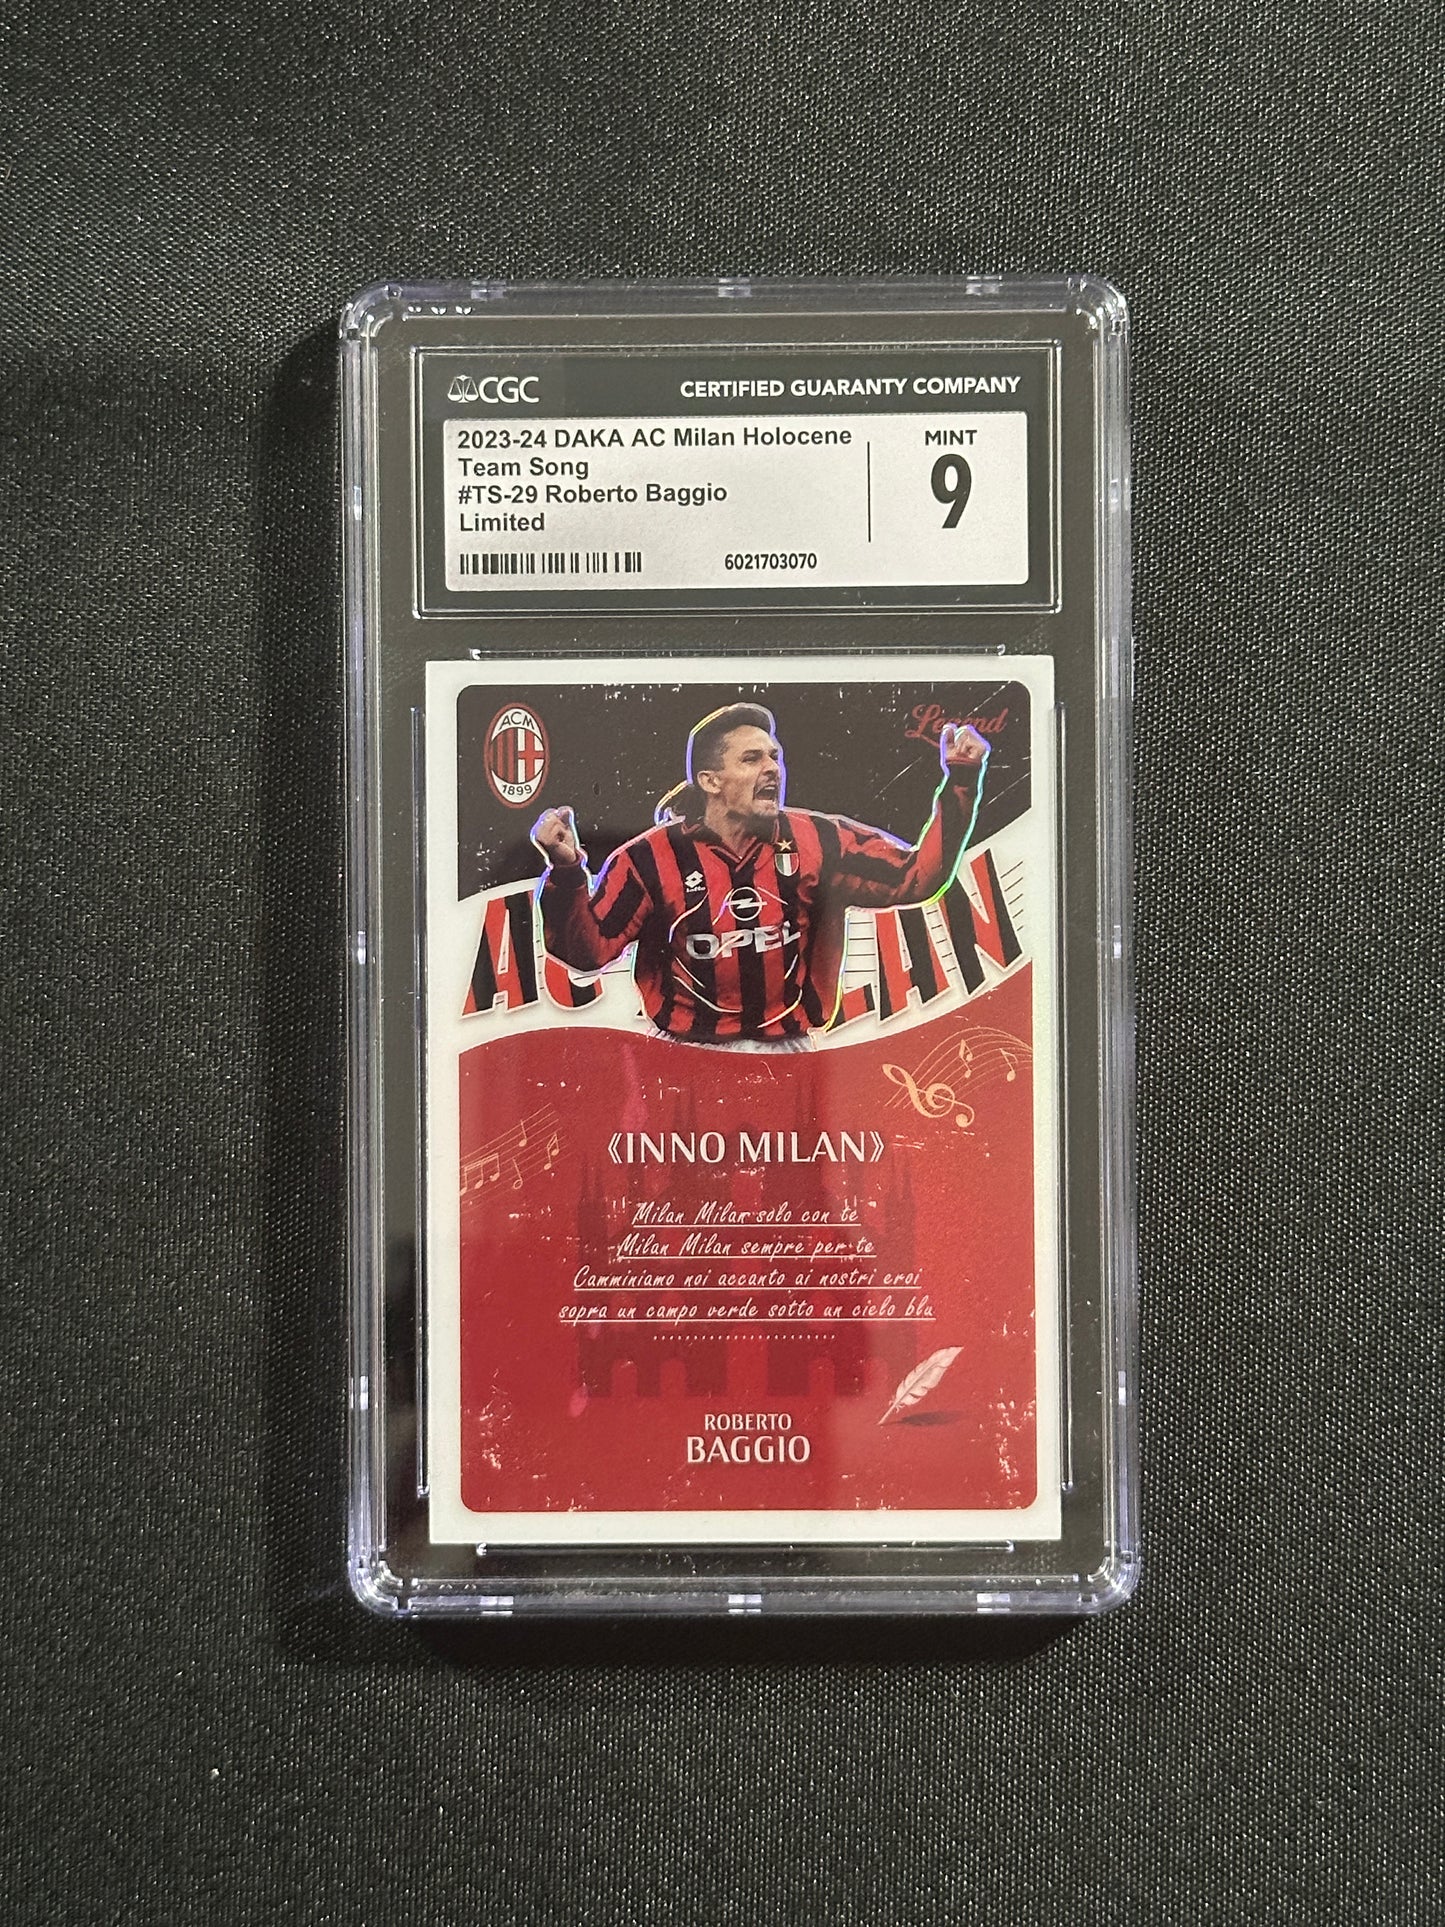 CGC
CERTIFIED GUARANTY COMPANY
2023-24 DAKA AC Milan Holocene
Team Song
#TS-29 Roberto Baggio
Limited
MINT
9
6021703070
ACM
1899
Legend
lotto
OPEL
AC MILAN
《INNO MILAN》
Milan Milan solo con te
Milan Milan sempre per te
Camminiamo noi accanto ai nostri eroi
sopra un campo verde sotto un cielo blu
........................
ROBERTO
BAGGIO